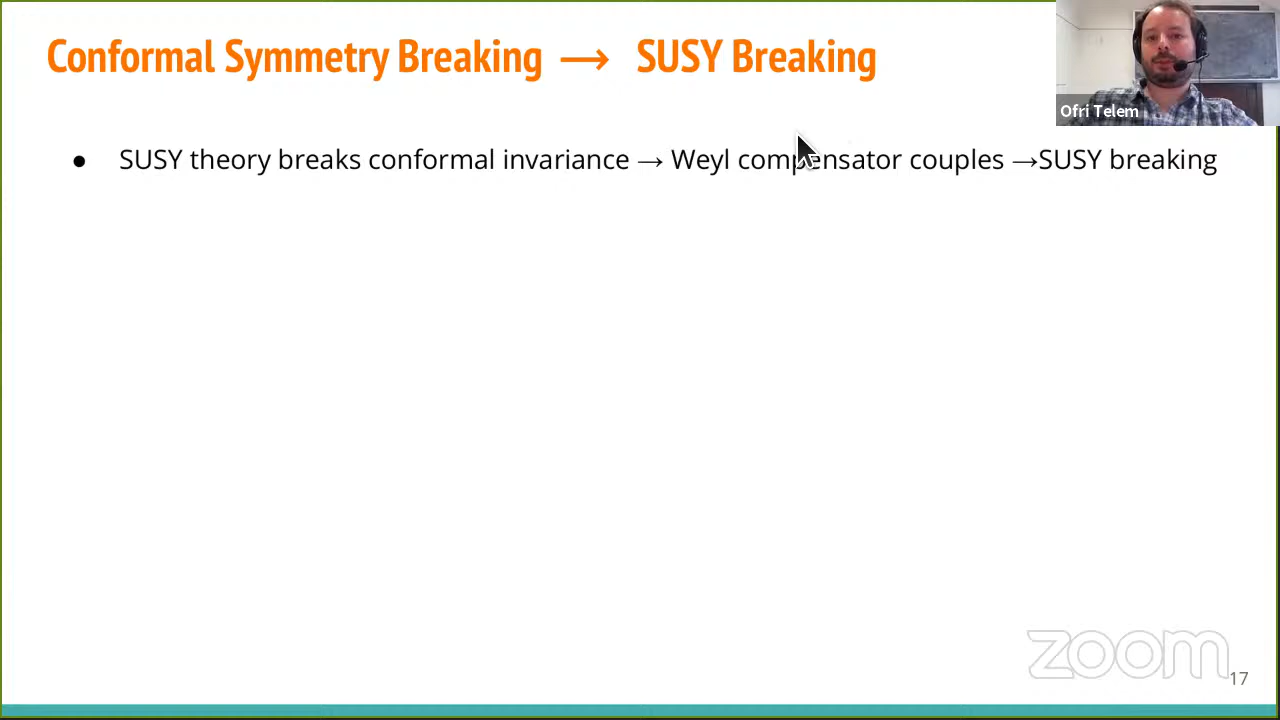 Conformal Symmetry Breaking → SUSY Breaking
Ofri Telem
● SUSY theory breaks conformal invariance → Weyl compensator couples →SUSY breaking
zoom
17